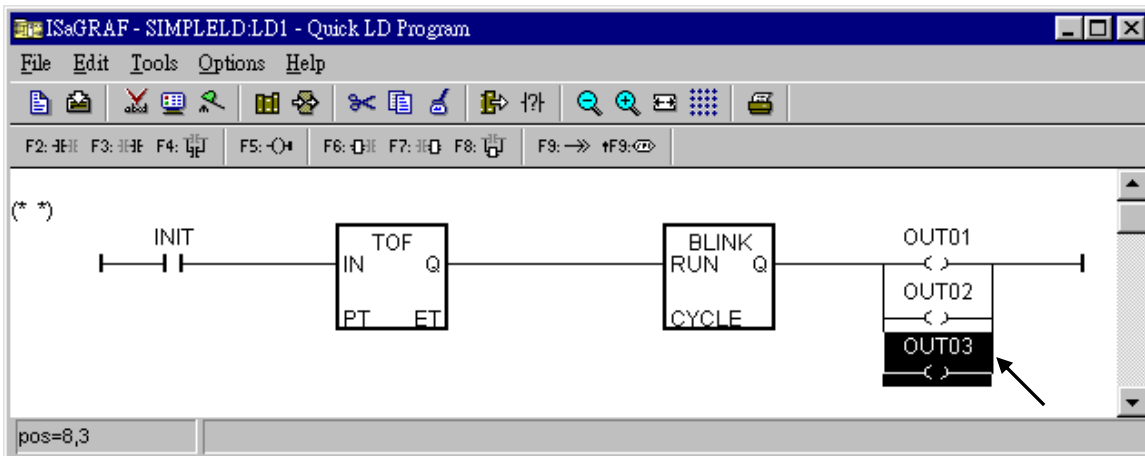 ISaGRAF - SIMPLELD:LD1 - Quick LD Program
File Edit Tools Options Help
F2: F3: F4: F5: F6: F7: F8: F9: F9:
(* *)
INIT TOF BLINK OUT01
IN Q RUN Q
OUT02
PT ET CYCLE
OUT03
pos=8,3